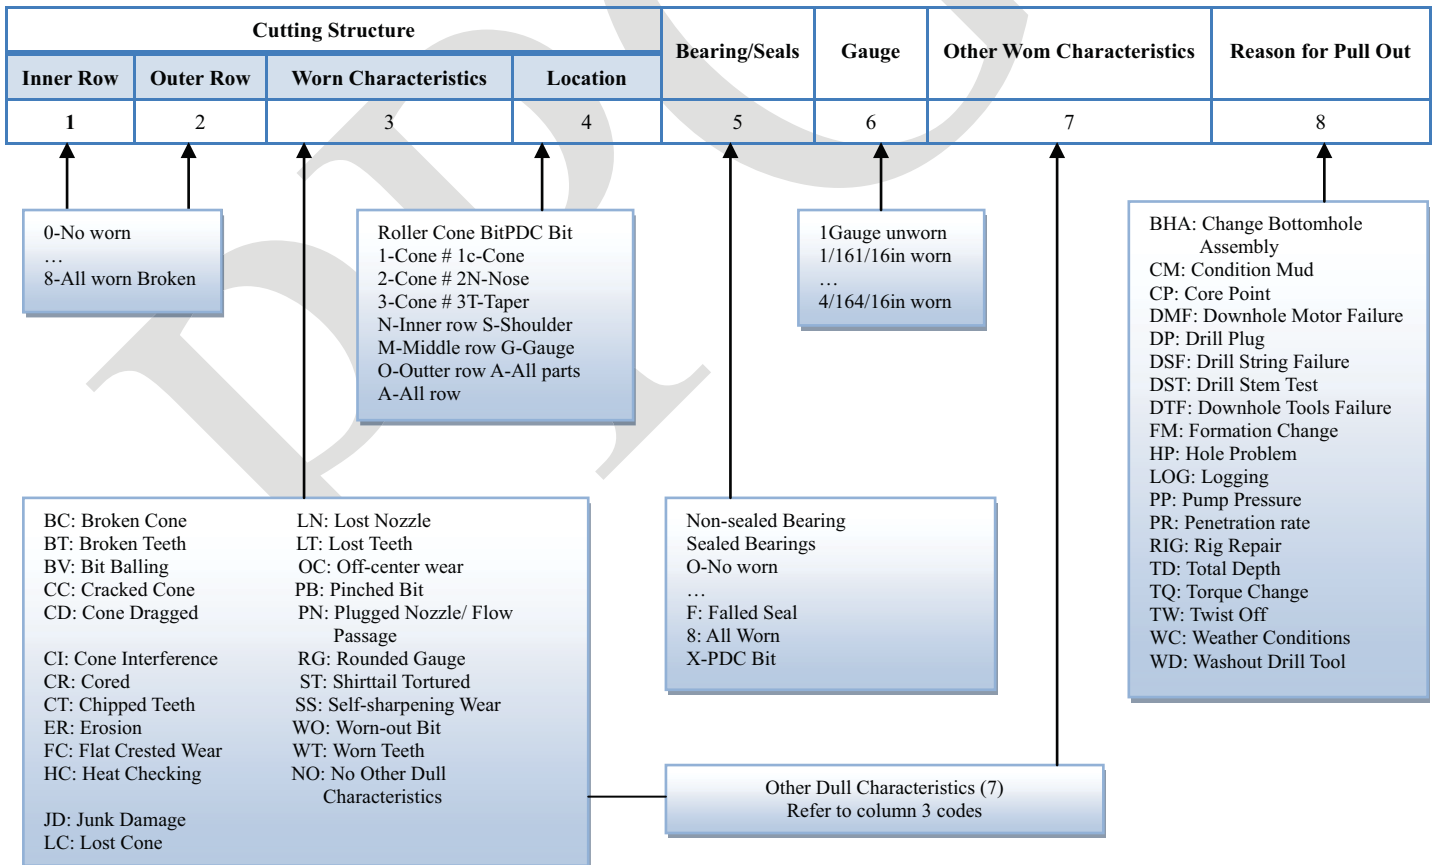 Cutting Structure
Bearing/Seals
Gauge
Other Wom Characteristics
Reason for Pull Out
Inner Row
Outer Row
Worn Characteristics
Location
1
2
3
4
5
6
7
8
0-No worn
…
8-All worn Broken
Roller Cone BitPDC Bit
1-Cone # 1c-Cone
2-Cone # 2N-Nose
3-Cone # 3T-Taper
N-Inner row S-Shoulder
M-Middle row G-Gauge
O-Outter row A-All parts
A-All row
1Gauge unworn
1/161/16in worn
…
4/164/16in worn
BHA: Change Bottomhole
Assembly
CM: Condition Mud
CP: Core Point
DMF: Downhole Motor Failure
DP: Drill Plug
DSF: Drill String Failure
DST: Drill Stem Test
DTF: Downhole Tools Failure
FM: Formation Change
HP: Hole Problem
LOG: Logging
PP: Pump Pressure
PR: Penetration rate
RIG: Rig Repair
TD: Total Depth
TQ: Torque Change
TW: Twist Off
WC: Weather Conditions
WD: Washout Drill Tool
BC: Broken Cone
BT: Broken Teeth
BV: Bit Balling
CC: Cracked Cone
CD: Cone Dragged
CI: Cone Interference
CR: Cored
CT: Chipped Teeth
ER: Erosion
FC: Flat Crested Wear
HC: Heat Checking
JD: Junk Damage
LC: Lost Cone
LN: Lost Nozzle
LT: Lost Teeth
OC: Off-center wear
PB: Pinched Bit
PN: Plugged Nozzle/ Flow
Passage
RG: Rounded Gauge
ST: Shirttail Tortured
SS: Self-sharpening Wear
WO: Worn-out Bit
WT: Worn Teeth
NO: No Other Dull
Characteristics
Non-sealed Bearing
Sealed Bearings
O-No worn
…
F: Falled Seal
8: All Worn
X-PDC Bit
Other Dull Characteristics (7)
Refer to column 3 codes